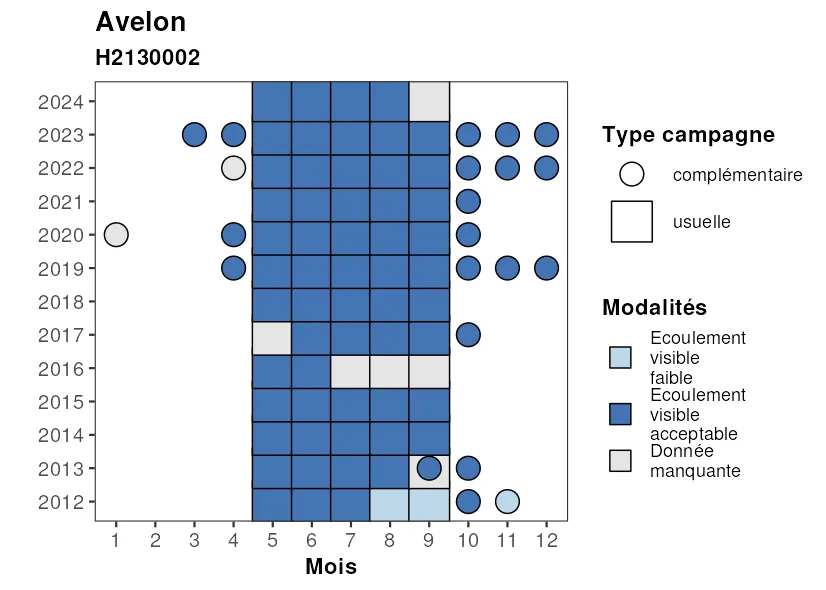 Avelon
H2130002
2024
2023
2022
2021
2020
2019
2018
2017
2016
2015
2014
2013
2012
1 2 3 4 5 6 7 8 9 10 11 12
Mois
Type campagne
complémentaire
usuelle
Modalités
Ecoulement
visible
faible
Ecoulement
visible
acceptable
Donnée
manquante